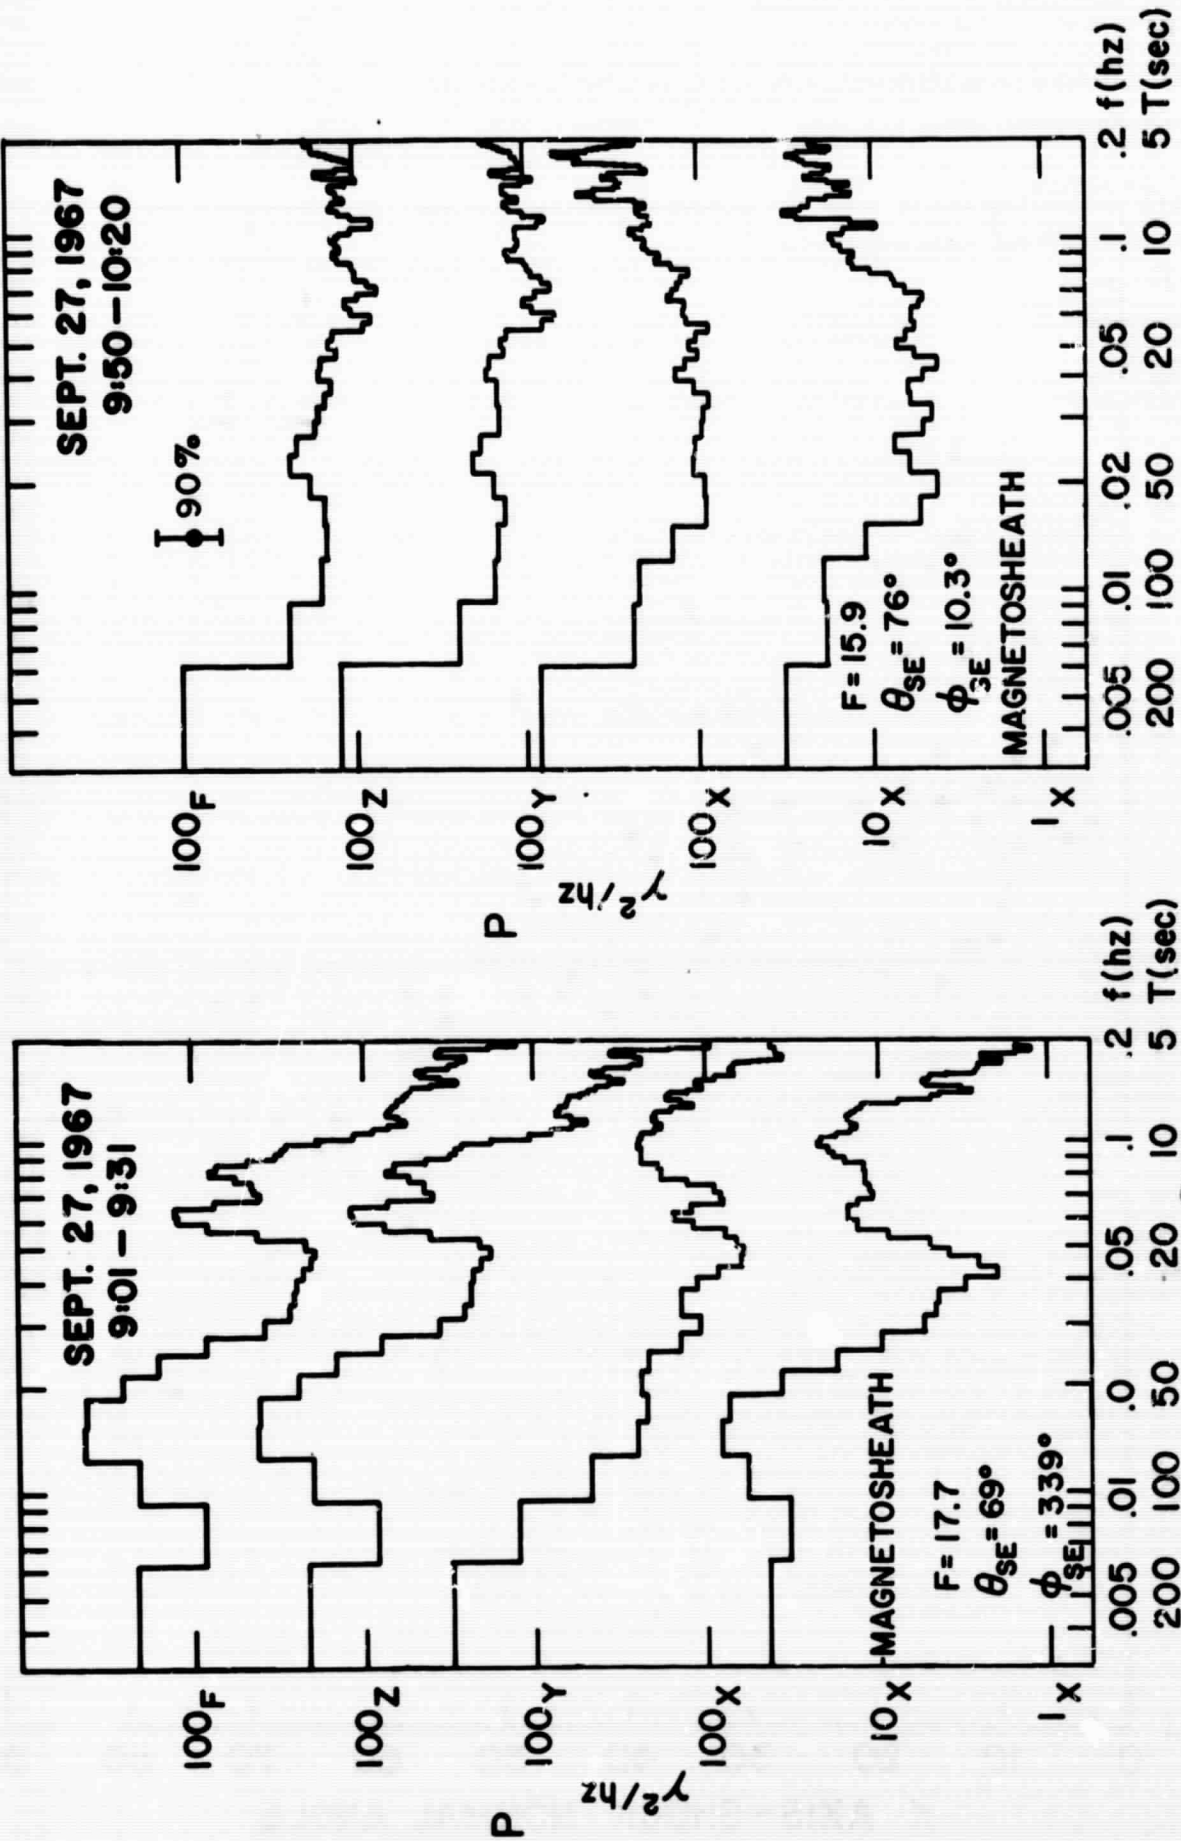 SEPT. 27, 1967
9:01 – 9:31
100F
100Z
100Y
100X
10X
1X
P
γ²/hz
-MAGNETOSHEATH
F = 17.7
θSE = 69°
ϕSE = 339°
.005 .01 .0 .05 .1 .2 f(hz)
200 100 50 20 10 5 T(sec)
SEPT. 27, 1967
9:50 – 10:20
90%
100F
100Z
100Y
100X
10X
1X
P
γ²/hz
F = 15.9
θSE = 76°
ϕSE = 10.3°
MAGNETOSHEATH
.005 .01 .02 .05 .1 .2 f(hz)
200 100 50 20 10 5 T(sec)